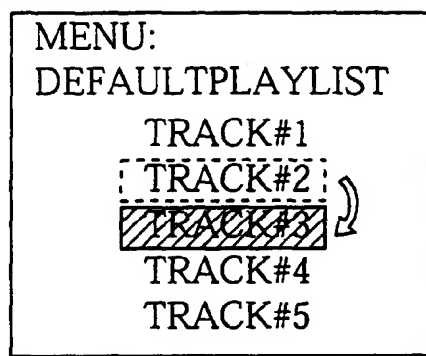 MENU:
DEFAULTPLAYLIST
TRACK#1
TRACK#2
TRACK#3
TRACK#4
TRACK#5